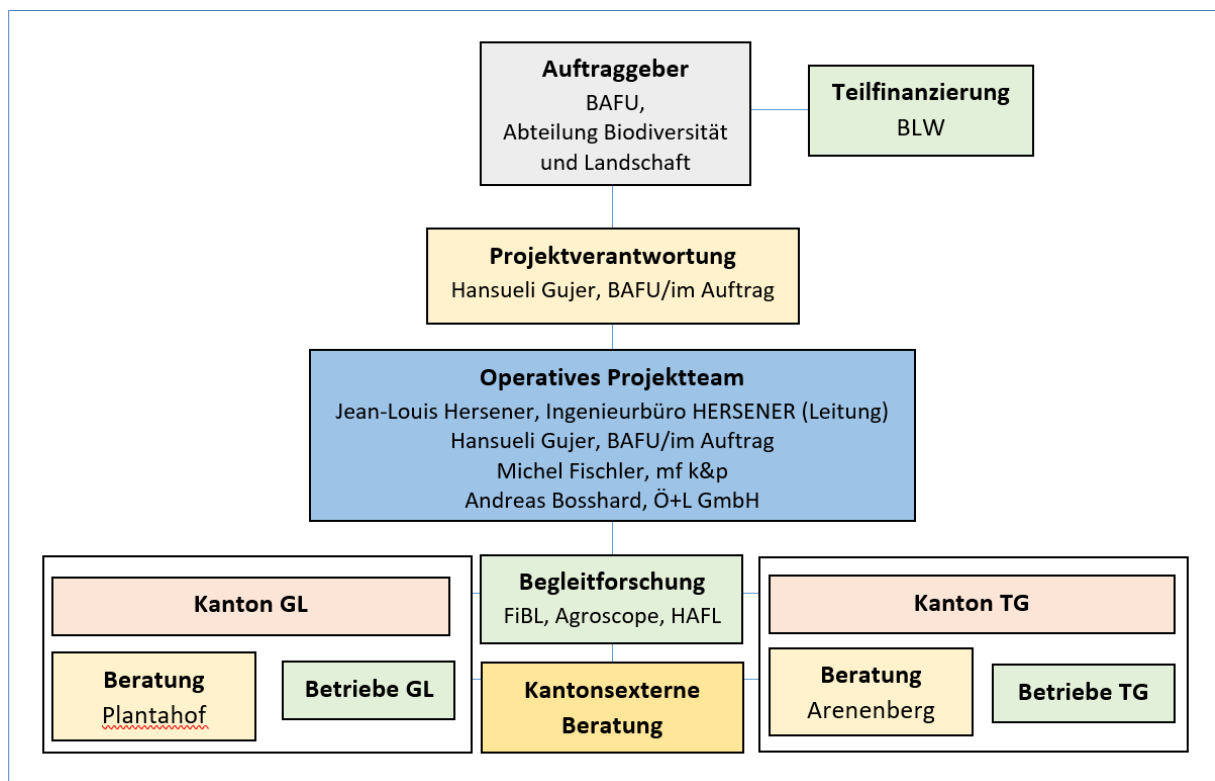 Auftraggeber
BAFU,
Abteilung Biodiversität
und Landschaft
Teilfinanzierung
BLW
Projektverantwortung
Hansueli Gujer, BAFU/im Auftrag
Operatives Projektteam
Jean-Louis Hersener, Ingenieurbüro HERSENER (Leitung)
Hansueli Gujer, BAFU/im Auftrag
Michel Fischler, mf k&p
Andreas Bosshard, Ö+L GmbH
Kanton GL
Beratung
Plantahof
Betriebe GL
Begleitforschung
FiBL, Agroscope, HAFL
Kantonsexterne
Beratung
Kanton TG
Beratung
Arenenberg
Betriebe TG